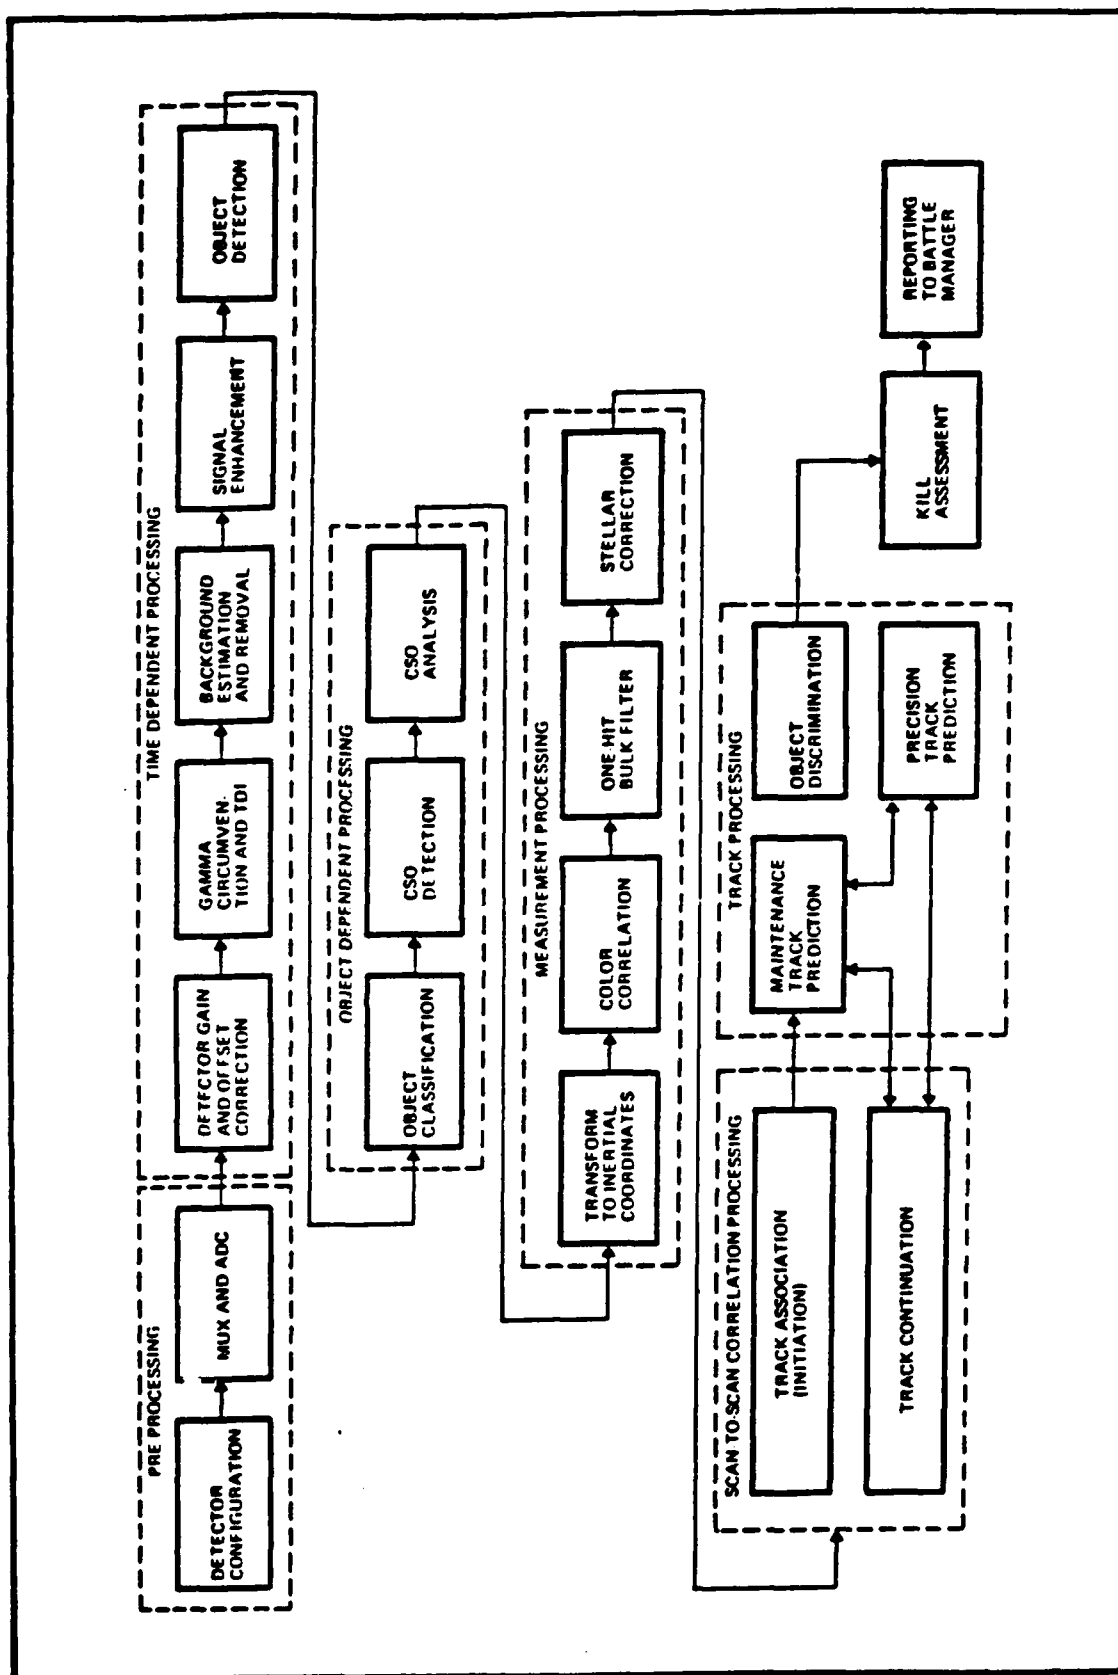 PRE PROCESSING
DETECTOR
CONFIGURATION
MUX AND ADC
TIME DEPENDENT PROCESSING
DETECTOR GAIN
AND OFFSET
CORRECTION
GAMMA
CIRCUMVEN-
TION AND TDI
BACKGROUND
ESTIMATION
AND REMOVAL
SIGNAL
ENHANCEMENT
OBJECT
DETECTION
OBJECT DEPENDENT PROCESSING
OBJECT
CLASSIFICATION
CSO
DETECTION
CSO
ANALYSIS
MEASUREMENT PROCESSING
TRANSFORM
TO INERTIAL
COORDINATES
COLOR
CORRELATION
ONE-HIT
BULK FILTER
STELLAR
CORRECTION
SCAN-TO-SCAN CORRELATION PROCESSING
TRACK ASSOCIATION
(INITIATION)
TRACK CONTINUATION
TRACK PROCESSING
MAINTENANCE
TRACK
PREDICTION
OBJECT
DISCRIMINATION
PRECISION
TRACK
PREDICTION
KILL
ASSESSMENT
REPORTING
TO BATTLE
MANAGER